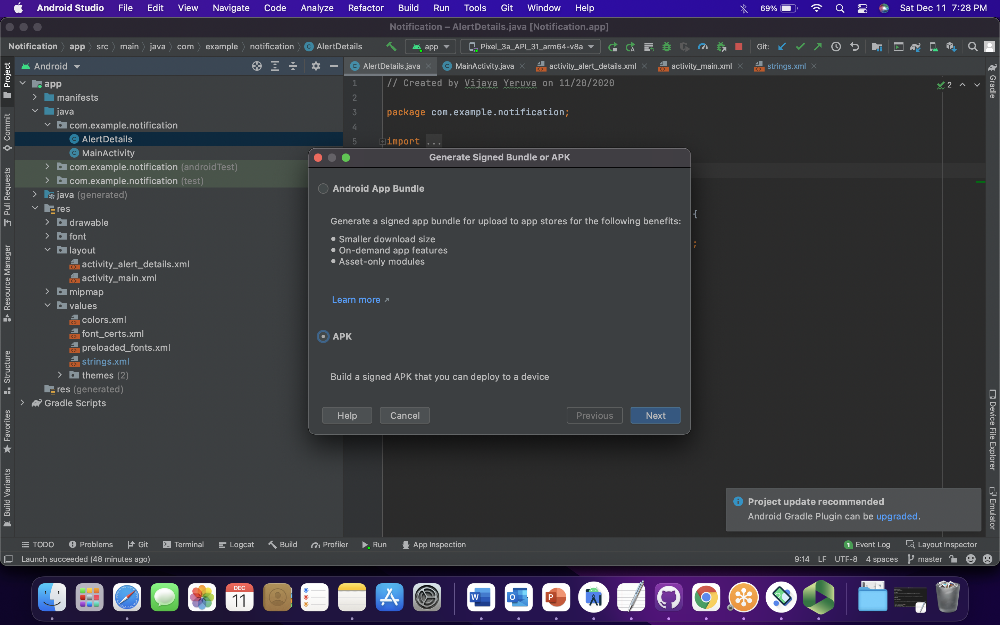 Android Studio File Edit View Navigate Code Analyze Refactor Build Run Tools Git Window Help 69% Sat Dec 11 7:28 PM
Notification – AlertDetails.java [Notification.app]
Notification app src main java com example notification C AlertDetails app Pixel_3a_API_31_arm64-v8a Git:
Android
AlertDetails.java MainActivity.java activity_alert_details.xml activity_main.xml strings.xml
Project
Commit
Pull Requests
Resource Manager
Structure
Favorites
Build Variants
app
manifests
java
com.example.notification
C AlertDetails
C MainActivity
com.example.notification (androidTest)
com.example.notification (test)
java (generated)
res
drawable
font
layout
activity_alert_details.xml
activity_main.xml
mipmap
values
colors.xml
font_certs.xml
preloaded_fonts.xml
strings.xml
themes (2)
res (generated)
Gradle Scripts
1 // Created by Vijaya Yeruva on 11/20/2020
2
3 package com.example.notification;
4
5 import ...
2
{
;
Generate Signed Bundle or APK
Android App Bundle
Generate a signed app bundle for upload to app stores for the following benefits:
• Smaller download size
• On-demand app features
• Asset-only modules
Learn more
APK
Build a signed APK that you can deploy to a device
Help Cancel Previous Next
Gradle
Device File Explorer
Emulator
Project update recommended
Android Gradle Plugin can be upgraded.
TODO Problems Git Terminal Logcat Build Profiler Run App Inspection 1 Event Log Layout Inspector
Launch succeeded (48 minutes ago) 9:14 LF UTF-8 4 spaces master
DEC
11
W
O
P